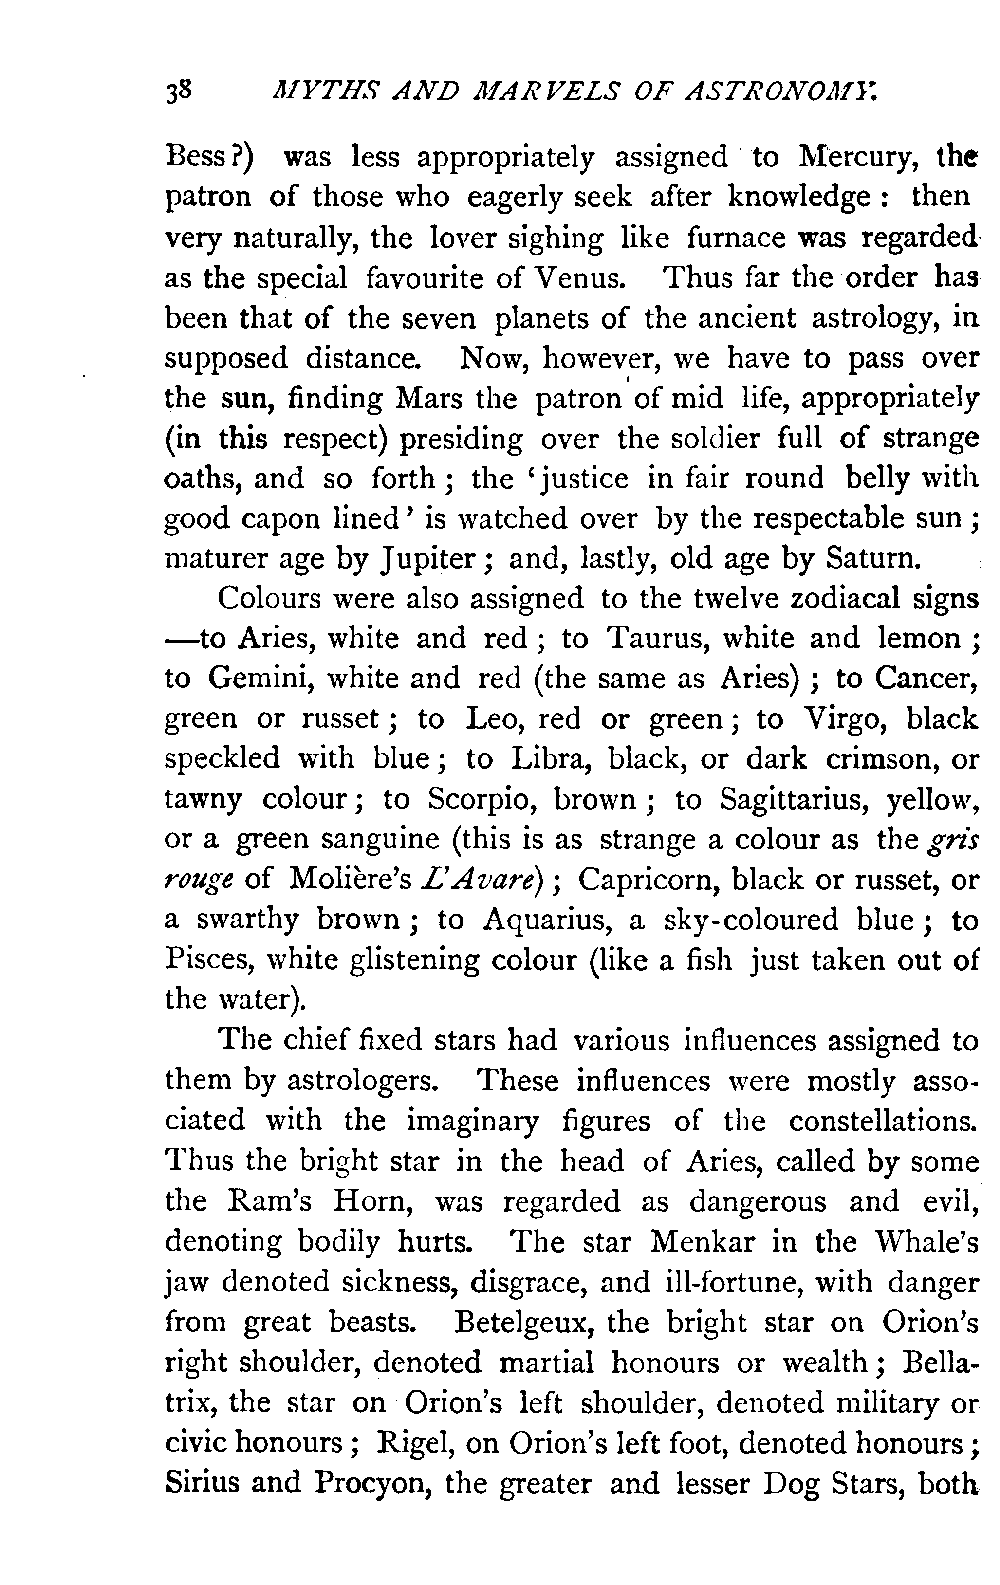 38 MYTHS AND MARVELS OF ASTRONOMY.
Bess?) was less appropriately assigned to Mercury, the
patron of those who eagerly seek after knowledge : then
very naturally, the lover sighing like furnace was regarded
as the special favourite of Venus. Thus far the order has
been that of the seven planets of the ancient astrology, in
supposed distance. Now, however, we have to pass over
the sun, finding Mars the patron of mid life, appropriately
(in this respect) presiding over the soldier full of strange
oaths, and so forth ; the ‘justice in fair round belly with
good capon lined’ is watched over by the respectable sun ;
maturer age by Jupiter ; and, lastly, old age by Saturn.
Colours were also assigned to the twelve zodiacal signs
—to Aries, white and red ; to Taurus, white and lemon ;
to Gemini, white and red (the same as Aries) ; to Cancer,
green or russet ; to Leo, red or green ; to Virgo, black
speckled with blue ; to Libra, black, or dark crimson, or
tawny colour ; to Scorpio, brown ; to Sagittarius, yellow,
or a green sanguine (this is as strange a colour as the gris
rouge of Molière’s L’Avare) ; Capricorn, black or russet, or
a swarthy brown ; to Aquarius, a sky-coloured blue ; to
Pisces, white glistening colour (like a fish just taken out of
the water).
The chief fixed stars had various influences assigned to
them by astrologers. These influences were mostly asso-
ciated with the imaginary figures of the constellations.
Thus the bright star in the head of Aries, called by some
the Ram’s Horn, was regarded as dangerous and evil,
denoting bodily hurts. The star Menkar in the Whale’s
jaw denoted sickness, disgrace, and ill-fortune, with danger
from great beasts. Betelgeux, the bright star on Orion’s
right shoulder, denoted martial honours or wealth ; Bella-
trix, the star on Orion’s left shoulder, denoted military or
civic honours ; Rigel, on Orion’s left foot, denoted honours ;
Sirius and Procyon, the greater and lesser Dog Stars, both